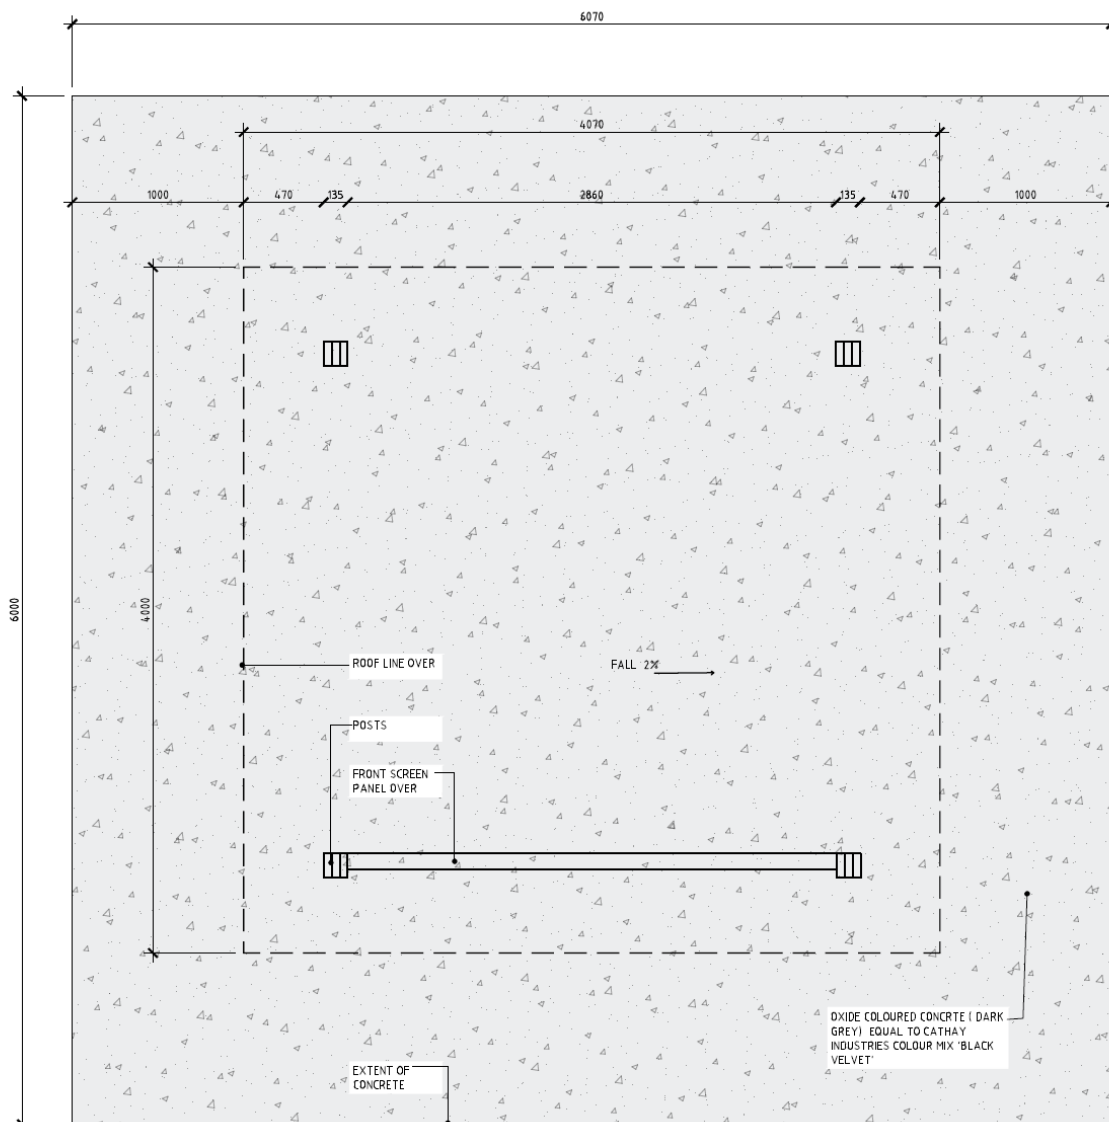 6070
4070
1000
470
135
2860
135
470
1000
6000
4000
ROOF LINE OVER
FALL 2%
POSTS
FRONT SCREEN
PANEL OVER
OXIDE COLOURED CONCRTE ( DARK
GREY) EQUAL TO CATHAY
INDUSTRIES COLOUR MIX 'BLACK
VELVET'
EXTENT OF
CONCRETE